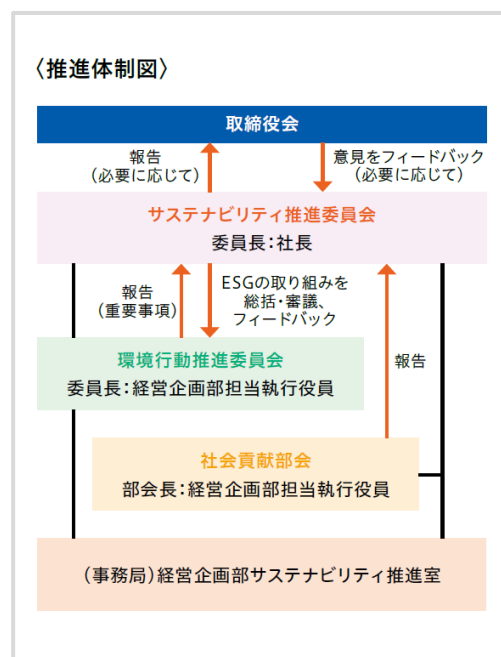 〈推進体制図〉
取締役会
報告
（必要に応じて）
意見をフィードバック
（必要に応じて）
サステナビリティ推進委員会
委員長：社長
報告
（重要事項）
ESGの取り組みを
総括・審議、
フィードバック
報告
環境行動推進委員会
委員長：経営企画部担当執行役員
社会貢献部会
部会長：経営企画部担当執行役員
（事務局）経営企画部サステナビリティ推進室